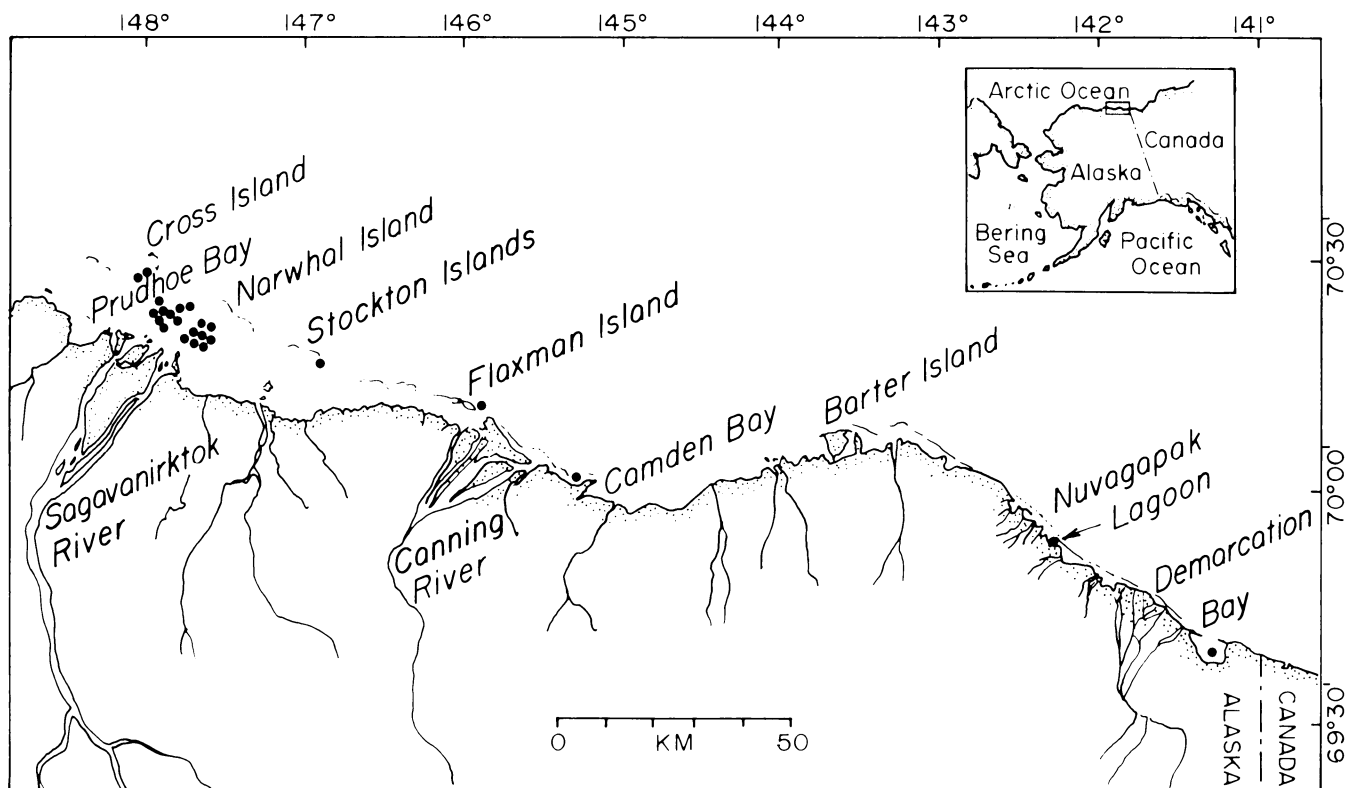 148° 147° 146° 145° 144° 143° 142° 141°
Arctic Ocean
Canada
Alaska
Bering
Sea
Pacific
Ocean
Cross Island
Prudhoe Bay
Narwhal Island
Stockton Islands
Flaxman Island
Barter Island
Camden Bay
Nuvagapak
Lagoon
Demarcation
Bay
Sagavanirktok
River
Canning
River
70°30
70°00
69°30
ALASKA
CANADA
0 KM 50